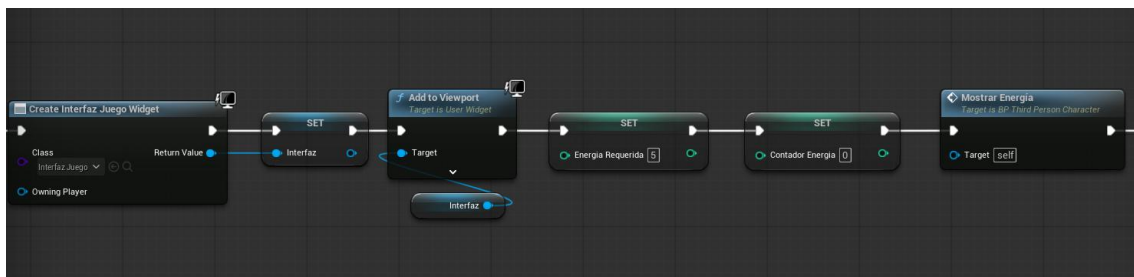 Create Interfaz Juego Widget
Class
Interfaz Juego
Return Value
Owning Player
SET
Interfaz
f Add to Viewport
Target is User Widget
Target
Interfaz
SET
Energia Requerida 5
SET
Contador Energia 0
Mostrar Energía
Target is BP Third Person Character
Target self